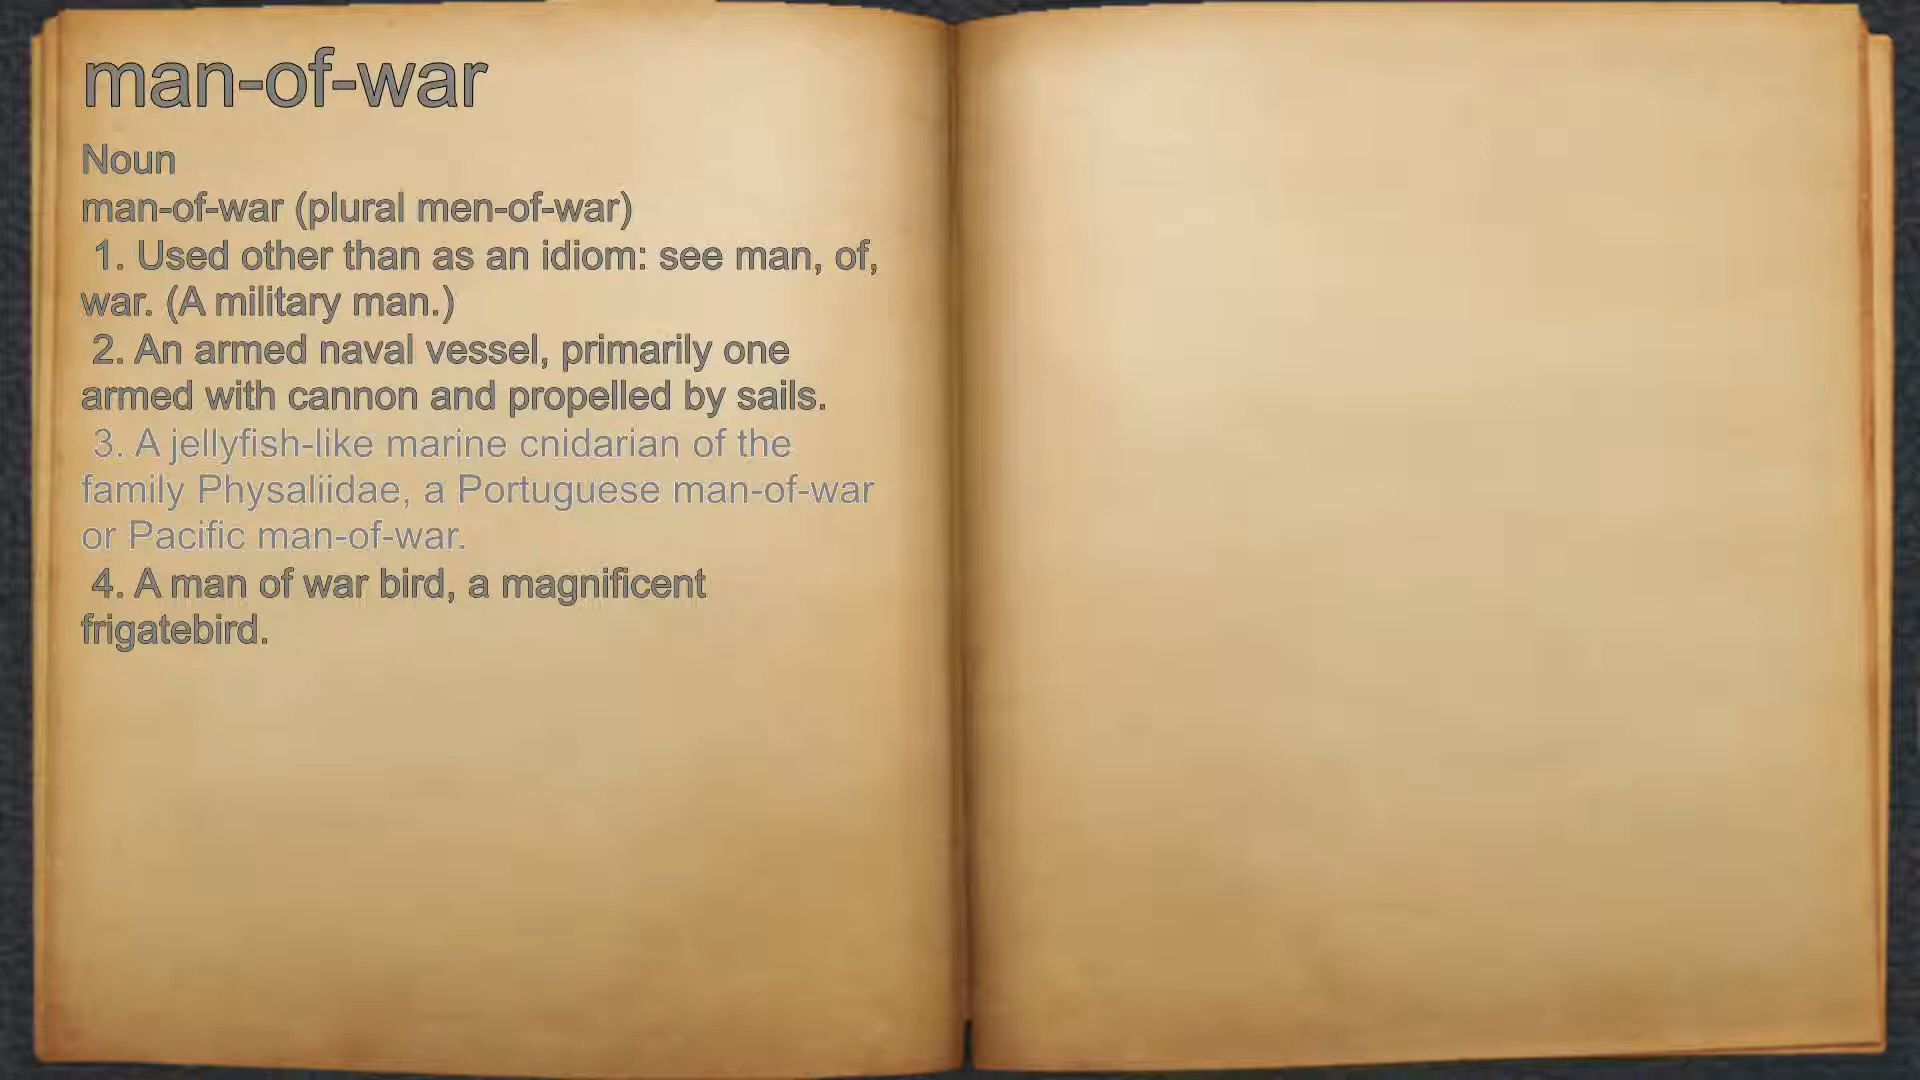 man-of-war
Noun
man-of-war (plural men-of-war)
1. Used other than as an idiom: see man, of,
war. (A military man.)
2. An armed naval vessel, primarily one
armed with cannon and propelled by sails.
3. A jellyfish-like marine cnidarian of the
family Physaliidae, a Portuguese man-of-war
or Pacific man-of-war.
4. A man of war bird, a magnificent
frigatebird.